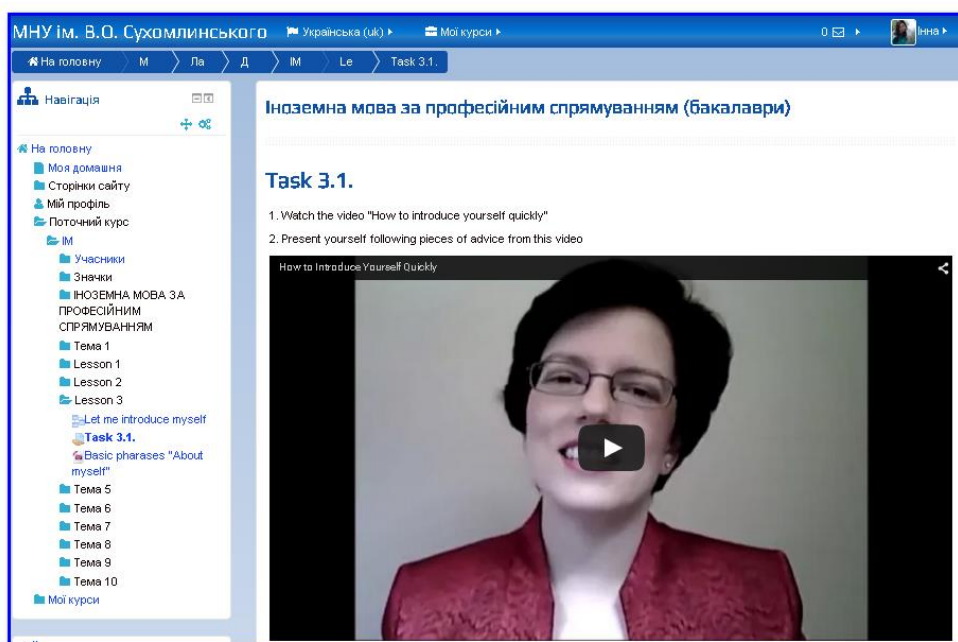 МНУ ім. В.О. Сухомлинського
Українська (uk)
Мої курси
0
Інна
На головну
М
Ла
Д
ІМ
Le
Task 3.1.
Навігація
На головну
Моя домашня
Сторінки сайту
Мій профіль
Поточний курс
ІМ
Учасники
Значки
ІНОЗЕМНА МОВА ЗА
ПРОФЕСІЙНИМ
СПРЯМУВАННЯМ
Тема 1
Lesson 1
Lesson 2
Lesson 3
Let me introduce myself
Task 3.1.
Basic pharases "About
myself"
Тема 5
Тема 6
Тема 7
Тема 8
Тема 9
Тема 10
Мої курси
Іноземна мова за професійним спрямуванням (бакалаври)
Task 3.1.
1. Watch the video "How to introduce yourself quickly"
2. Present yourself following pieces of advice from this video
How to Introduce Yourself Quickly